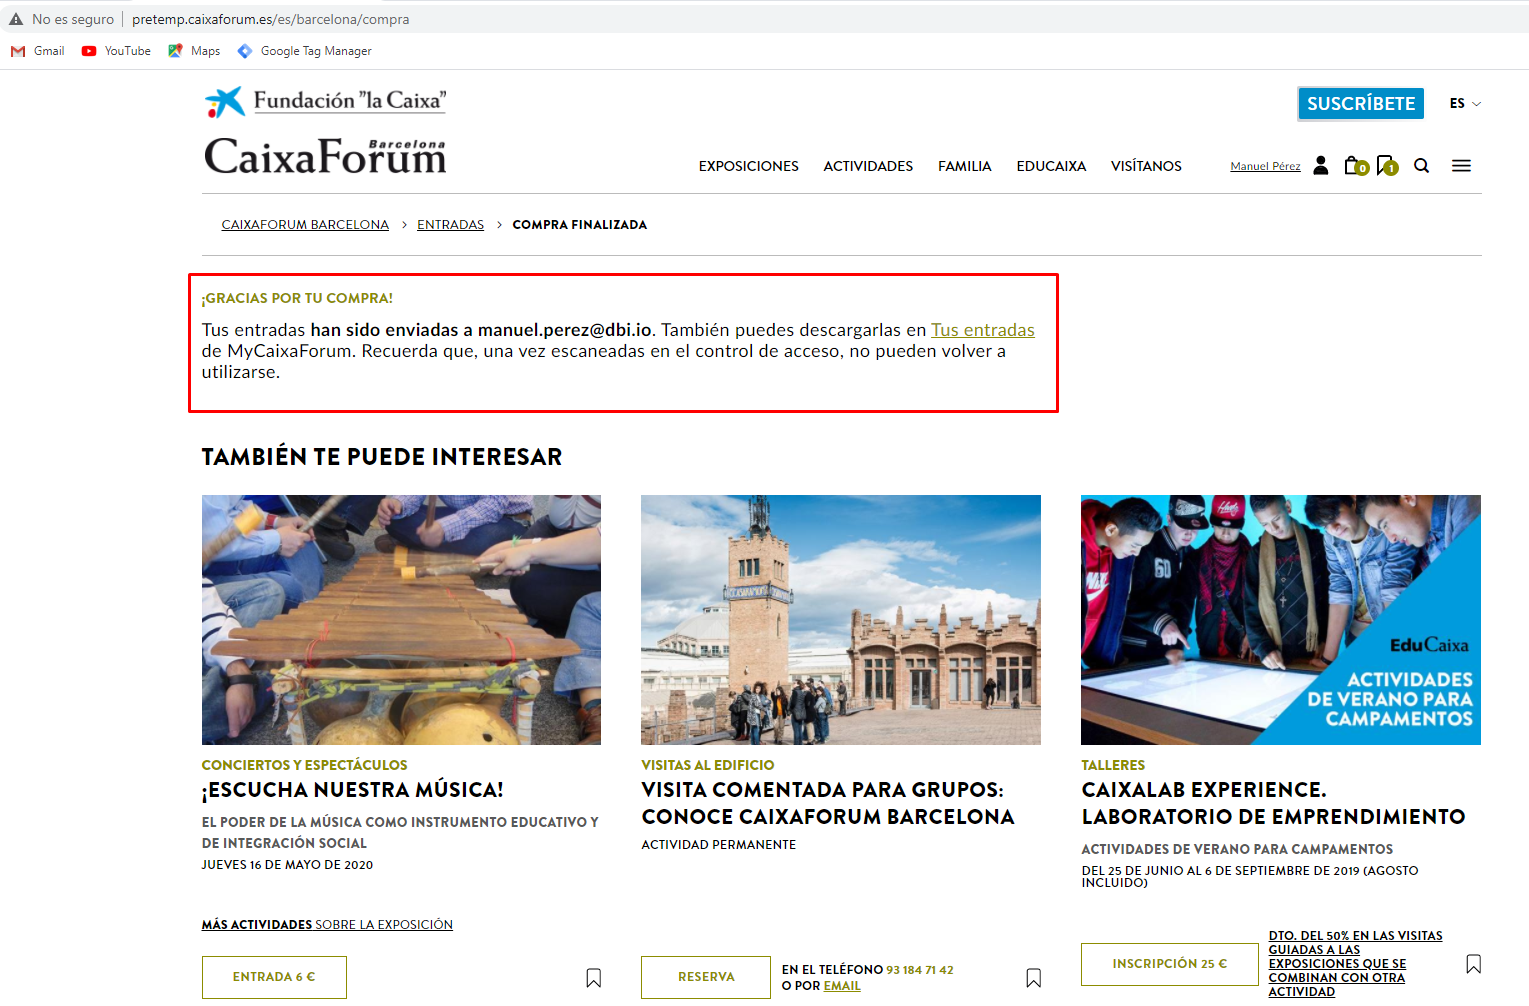 No es seguro | pretemp.caixaforum.es/es/barcelona/compra
Gmail YouTube Maps Google Tag Manager
Fundación "la Caixa"
SUSCRÍBETE ES
Barcelona
CaixaForum
EXPOSICIONES ACTIVIDADES FAMILIA EDUCAIXA VISÍTANOS Manuel Pérez 0 1
CAIXAFORUM BARCELONA > ENTRADAS > COMPRA FINALIZADA
¡GRACIAS POR TU COMPRA!
Tus entradas han sido enviadas a manuel.perez@dbi.io. También puedes descargarlas en Tus entradas
de MyCaixaForum. Recuerda que, una vez escaneadas en el control de acceso, no pueden volver a
utilizarse.
TAMBIÉN TE PUEDE INTERESAR
60
EduCaixa
ACTIVIDADES
DE VERANO PARA
CAMPAMENTOS
CONCIERTOS Y ESPECTÁCULOS
¡ESCUCHA NUESTRA MÚSICA!
EL PODER DE LA MÚSICA COMO INSTRUMENTO EDUCATIVO Y
DE INTEGRACIÓN SOCIAL
JUEVES 16 DE MAYO DE 2020
MÁS ACTIVIDADES SOBRE LA EXPOSICIÓN
ENTRADA 6 €
VISITAS AL EDIFICIO
VISITA COMENTADA PARA GRUPOS:
CONOCE CAIXAFORUM BARCELONA
ACTIVIDAD PERMANENTE
RESERVA
EN EL TELÉFONO 93 184 71 42
O POR EMAIL
TALLERES
CAIXALAB EXPERIENCE.
LABORATORIO DE EMPRENDIMIENTO
ACTIVIDADES DE VERANO PARA CAMPAMENTOS
DEL 25 DE JUNIO AL 6 DE SEPTIEMBRE DE 2019 (AGOSTO
INCLUIDO)
INSCRIPCIÓN 25 €
DTO. DEL 50% EN LAS VISITAS
GUIADAS A LAS
EXPOSICIONES QUE SE
COMBINAN CON OTRA
ACTIVIDAD